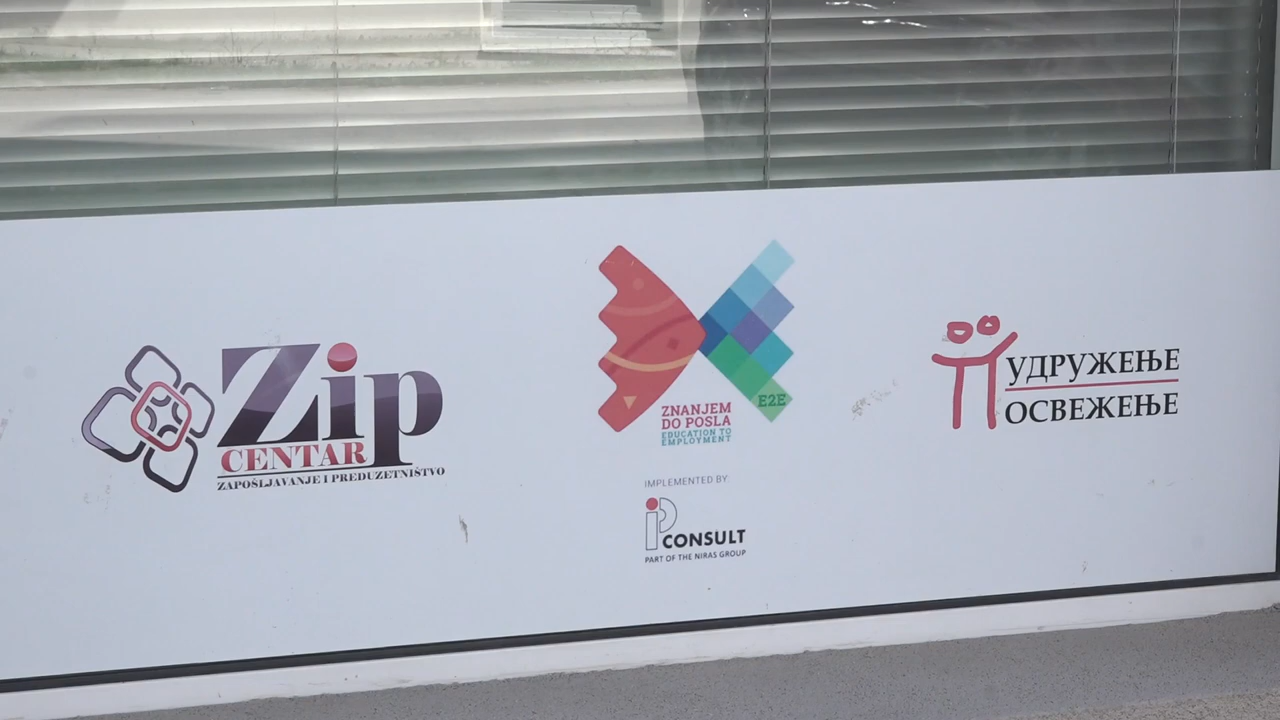 Zip
CENTAR
ZAPOŠLJAVANJE I PREDUZETNIŠTVO
E2E
ZNANJEM
DO POSLA
EDUCATION TO
EMPLOYMENT
IMPLEMENTED BY:
IP CONSULT
PART OF THE NIRAS GROUP
УДРУЖЕЊЕ
ОСВЕЖЕЊЕ